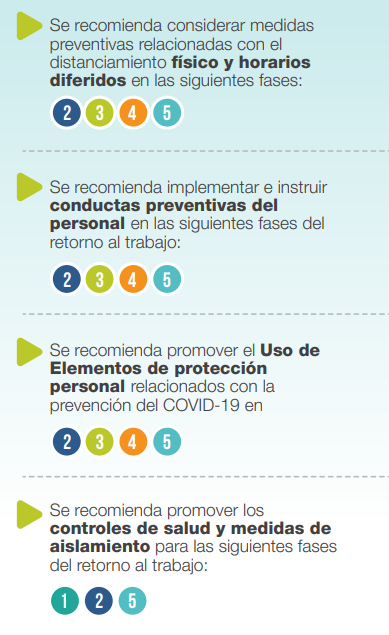 Se recomienda considerar medidas
preventivas relacionadas con el
distanciamiento físico y horarios
diferidos en las siguientes fases:
2 3 4 5
Se recomienda implementar e instruir
conductas preventivas del
personal en las siguientes fases del
retorno al trabajo:
2 3 4 5
Se recomienda promover el Uso de
Elementos de protección
personal relacionados con la
prevención del COVID-19 en
2 3 4 5
Se recomienda promover los
controles de salud y medidas de
aislamiento para las siguientes fases
del retorno al trabajo:
1 2 5